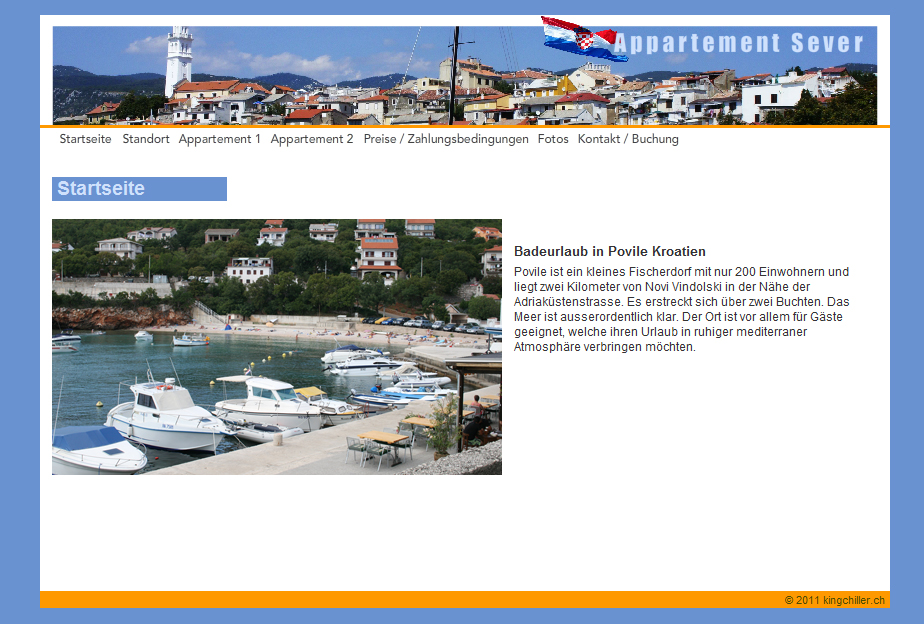 Appartement Sever
Startseite Standort Appartement 1 Appartement 2 Preise / Zahlungsbedingungen Fotos Kontakt / Buchung
Startseite
Badeurlaub in Povile Kroatien
Povile ist ein kleines Fischerdorf mit nur 200 Einwohnern und
liegt zwei Kilometer von Novi Vindolski in der Nähe der
Adriaküstenstrasse. Es erstreckt sich über zwei Buchten. Das
Meer ist ausserordentlich klar. Der Ort ist vor allem für Gäste
geeignet, welche ihren Urlaub in ruhiger mediterraner
Atmosphäre verbringen möchten.
© 2011 kingchiller.ch